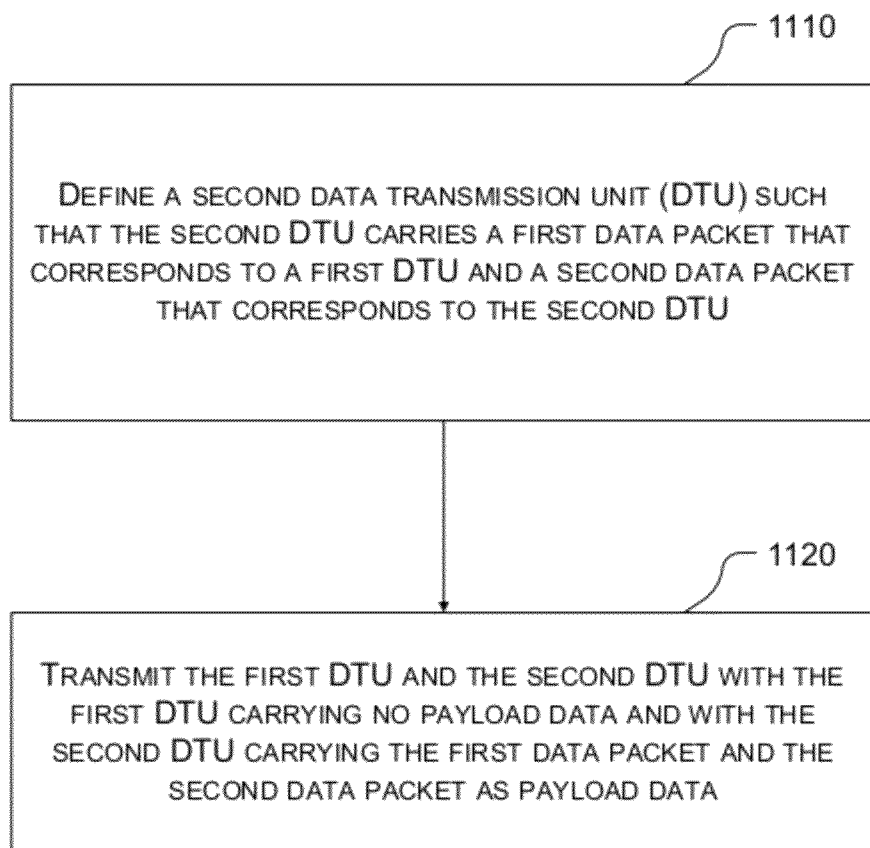 1110
DEFINE A SECOND DATA TRANSMISSION UNIT (DTU) SUCH
THAT THE SECOND DTU CARRIES A FIRST DATA PACKET THAT
CORRESPONDS TO A FIRST DTU AND A SECOND DATA PACKET
THAT CORRESPONDS TO THE SECOND DTU
1120
TRANSMIT THE FIRST DTU AND THE SECOND DTU WITH THE
FIRST DTU CARRYING NO PAYLOAD DATA AND WITH THE
SECOND DTU CARRYING THE FIRST DATA PACKET AND THE
SECOND DATA PACKET AS PAYLOAD DATA